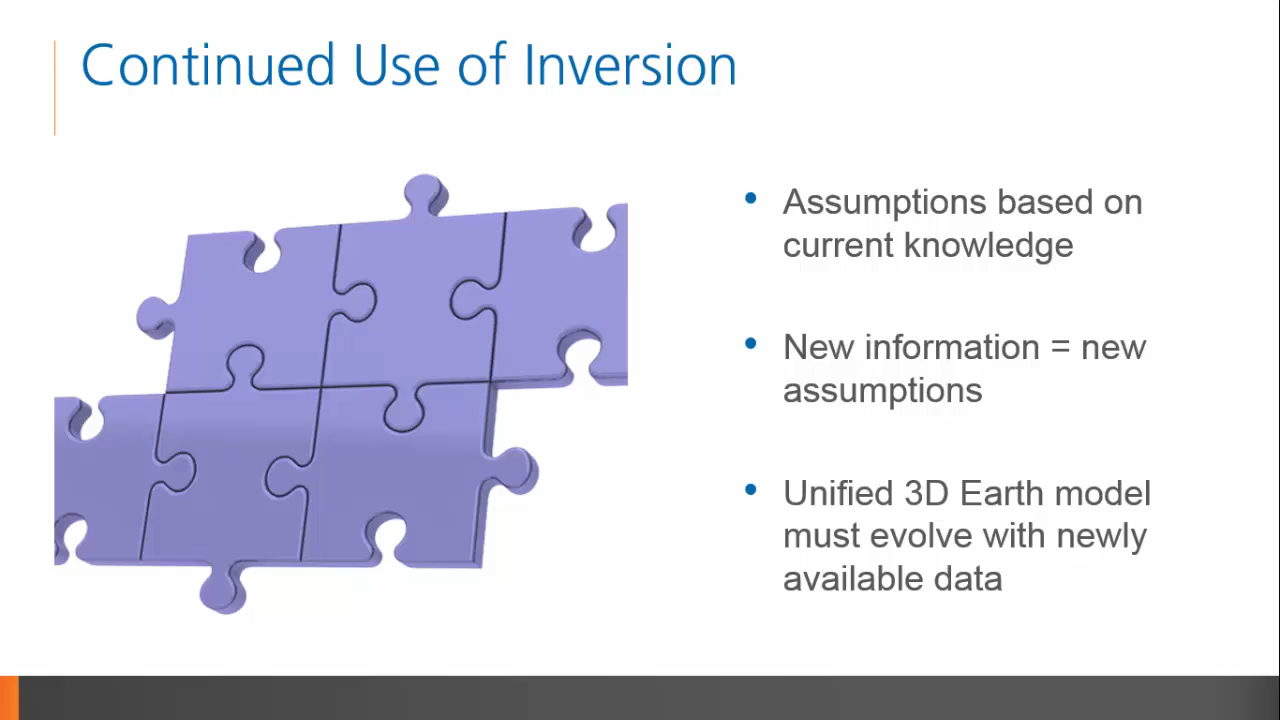 Continued Use of Inversion
• Assumptions based on
current knowledge
• New information = new
assumptions
• Unified 3D Earth model
must evolve with newly
available data